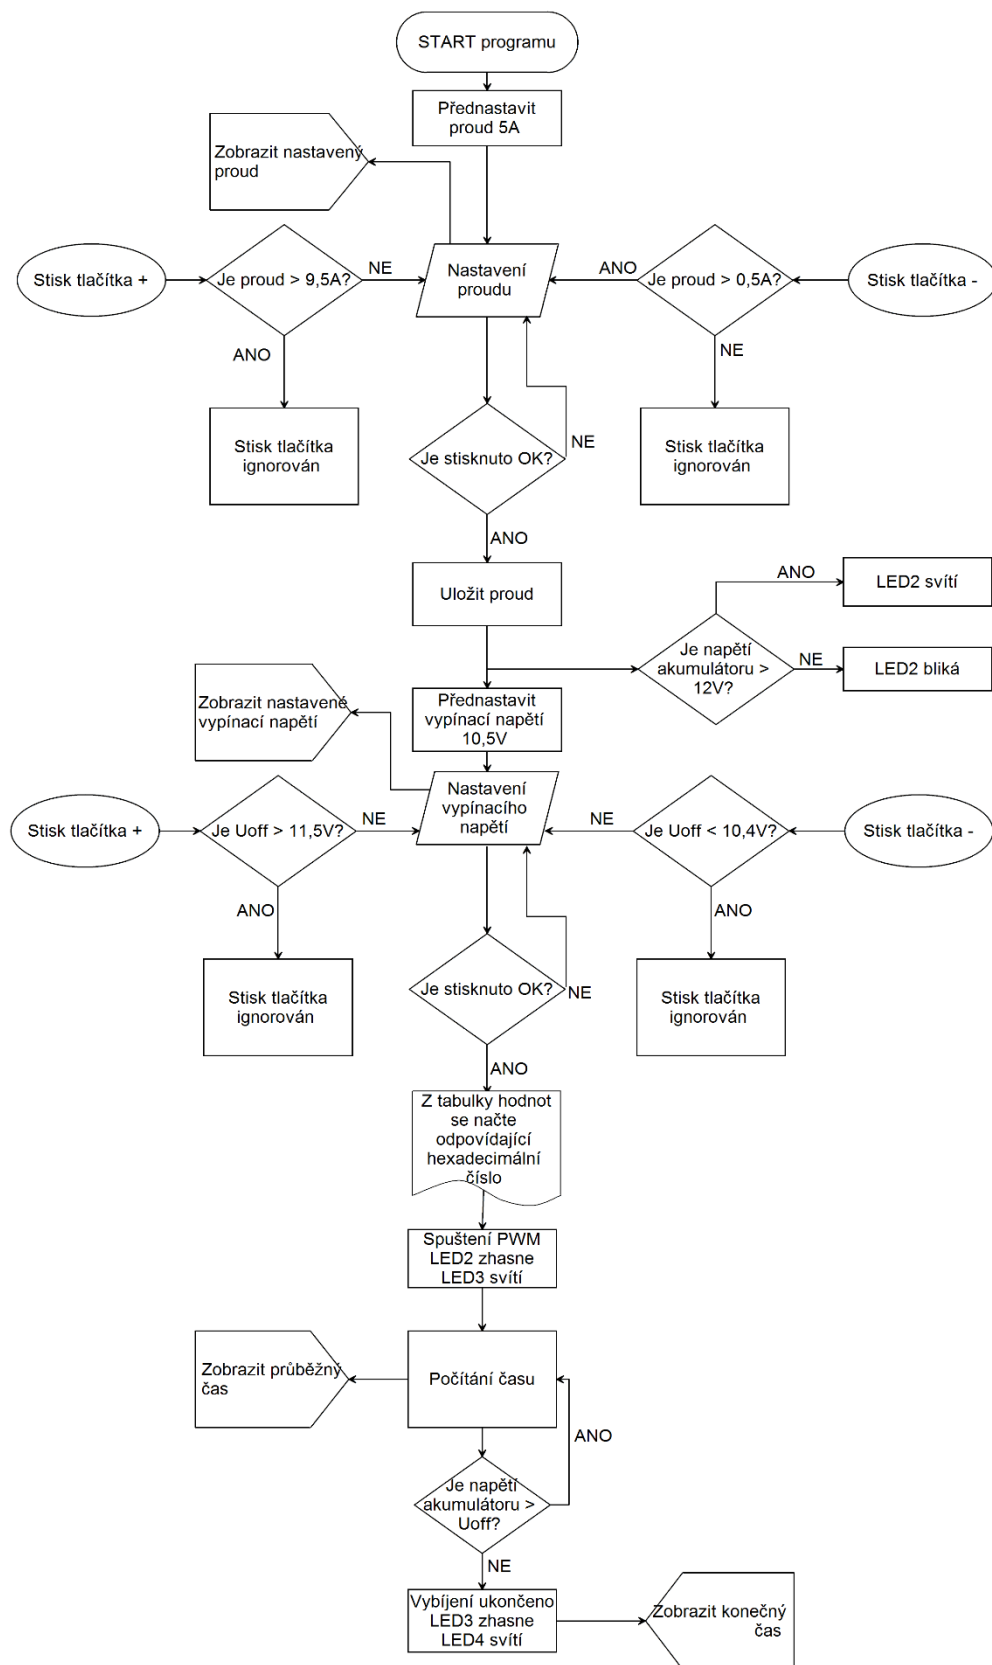 START programu
Přednastavit
proud 5A
Zobrazit nastavený
proud
Stisk tlačítka +
Je proud > 9,5A?
NE
Nastavení
proudu
ANO
Je proud > 0,5A?
Stisk tlačítka -
ANO
NE
Stisk tlačítka
ignorován
Je stisknuto OK?
NE
Stisk tlačítka
ignorován
ANO
Uložit proud
ANO
LED2 svítí
Je napětí
akumulátoru >
12V?
NE
LED2 bliká
Zobrazit nastavené
vypínací napětí
Přednastavit
vypínací napětí
10,5V
Nastavení
vypínacího
napětí
Stisk tlačítka +
Je Uoff > 11,5V?
NE
NE
Je Uoff < 10,4V?
Stisk tlačítka -
ANO
ANO
Stisk tlačítka
ignorován
Je stisknuto OK?
NE
Stisk tlačítka
ignorován
ANO
Z tabulky hodnot
se načte
odpovídající
hexadecimální
číslo
Spuštení PWM
LED2 zhasne
LED3 svítí
Zobrazit průběžný
čas
Počítání času
ANO
Je napětí
akumulátoru >
Uoff?
NE
Vybíjení ukončeno
LED3 zhasne
LED4 svítí
Zobrazit konečný
čas